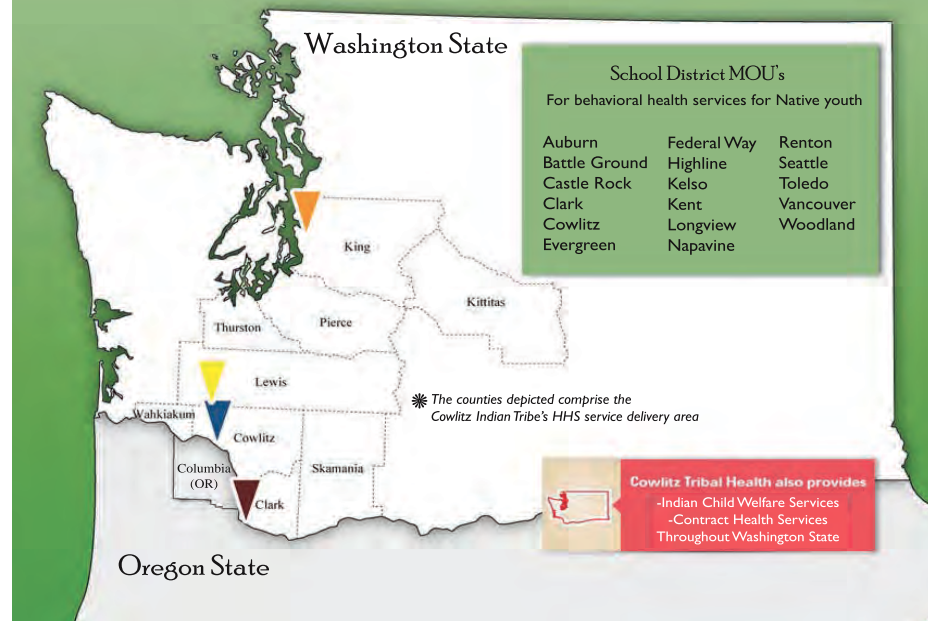 Washington State
School District MOU's
For behavioral health services for Native youth
Auburn
Battle Ground
Castle Rock
Clark
Cowlitz
Evergreen
Federal Way
Highline
Kelso
Kent
Longview
Napavine
Renton
Seattle
Toledo
Vancouver
Woodland
King
Kittitas
Pierce
Thurston
Lewis
Wahkiakum
Cowlitz
Columbia
(OR)
Skamania
Clark
The counties depicted comprise the
Cowlitz Indian Tribe's HHS service delivery area
Cowlitz Tribal Health also provides
-Indian Child Welfare Services
-Contract Health Services
Throughout Washington State
Oregon State